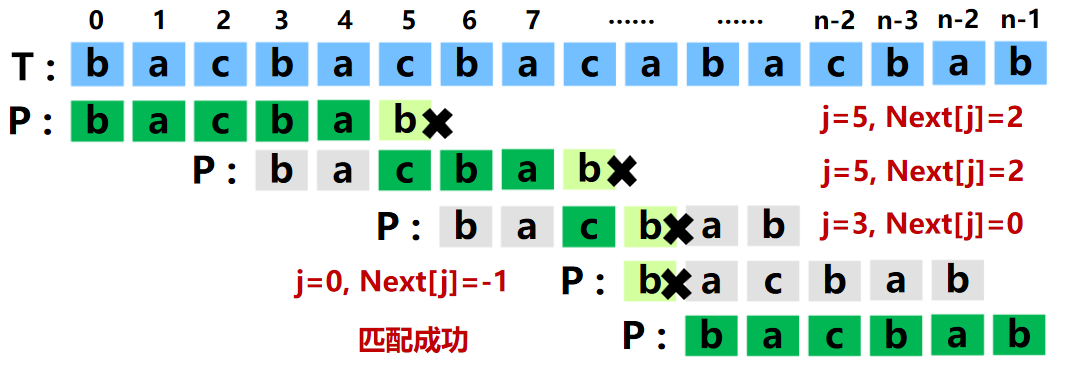 0 1 2 3 4 5 6 7 ······ ······ n-2 n-3 n-2 n-1
T : b a c b a c b a c a b a c b a b
P : b a c b a b ✖ j=5, Next[j]=2
P : b a c b a b ✖ j=5, Next[j]=2
P : b a c b ✖ a b j=3, Next[j]=0
j=0, Next[j]=-1 P : b ✖ a c b a b
匹配成功 P : b a c b a b